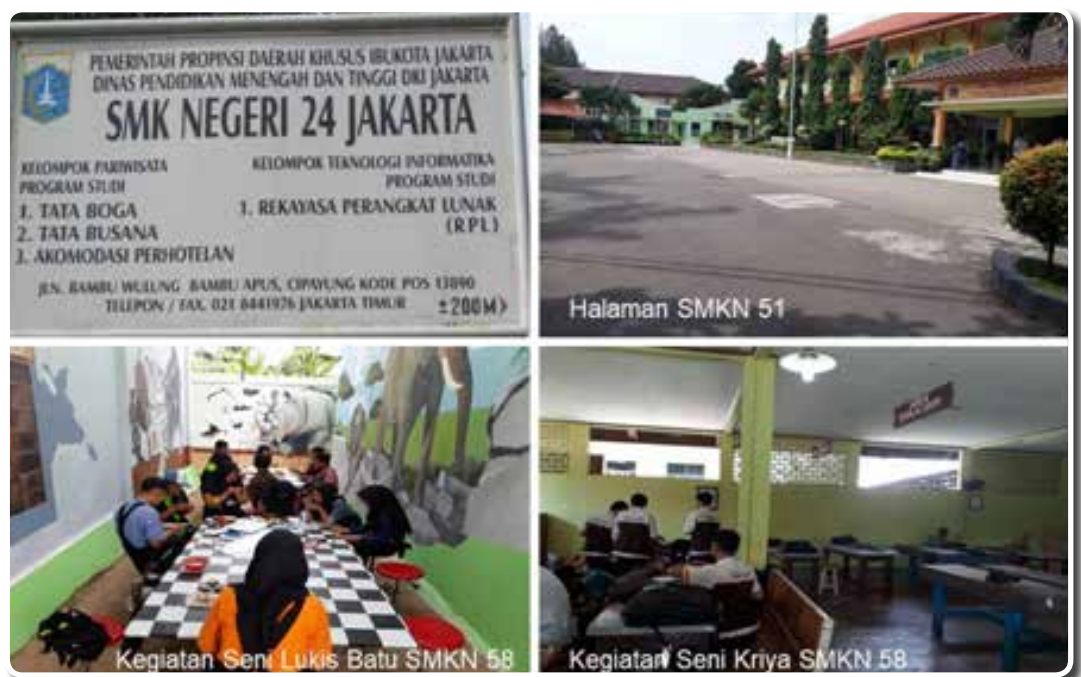 PEMERINTAH PROPINSI DAERAH KHUSUS IBUKOTA JAKARTA
DINAS PENDIDIKAN MENENGAH DAN TINGGI DKI JAKARTA
SMK NEGERI 24 JAKARTA
KELOMPOK PARIWISATA
PROGRAM STUDI
1. TATA BOGA
2. TATA BUSANA
3. AKOMODASI PERHOTELAN
KELOMPOK TEKNOLOGI INFORMATIKA
PROGRAM STUDI
1. REKAYASA PERANGKAT LUNAK
(RPL)
JLN. BAMBU WULUNG BAMBU APUS, CIPAYUNG KODE POS 13890
TELEPON / FAX. 021 8441976 JAKARTA TIMUR
±200M>
Halaman SMKN 51
Kegiatan Seni Lukis Batu SMKN 58
Kegiatan Seni Kriya SMKN 58